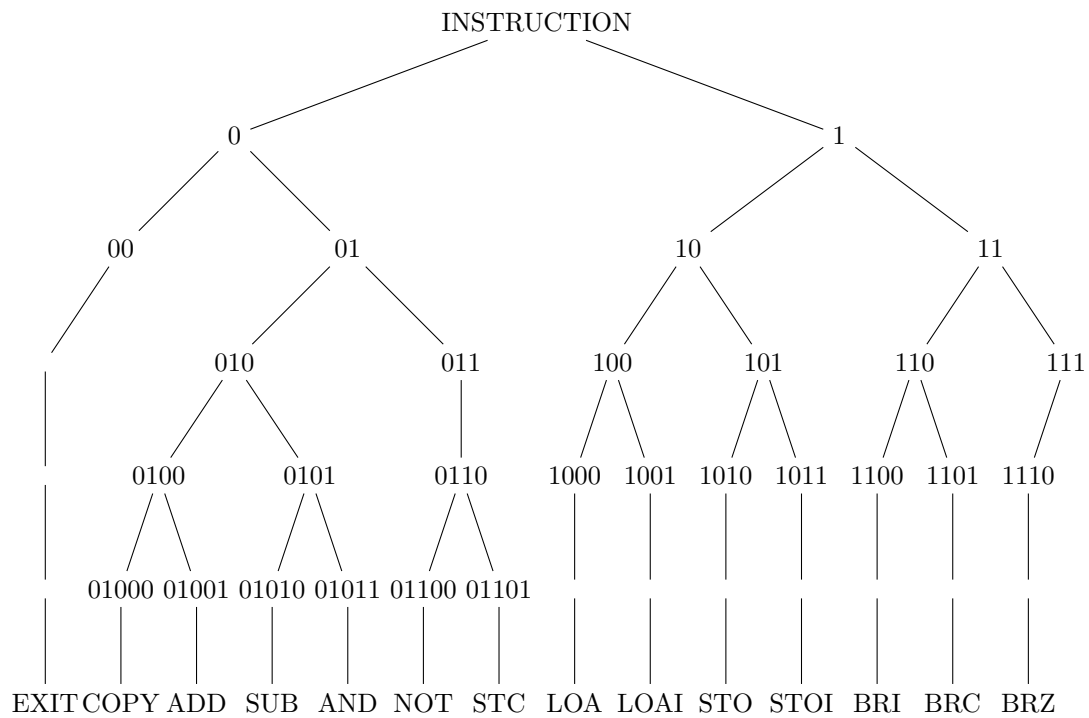 INSTRUCTION
0 1
00 01 10 11
010 011 100 101 110 111
0100 0101 0110 1000 1001 1010 1011 1100 1101 1110
01000 01001 01010 01011 01100 01101
EXIT COPY ADD SUB AND NOT STC LOA LOAI STO STOI BRI BRC BRZ